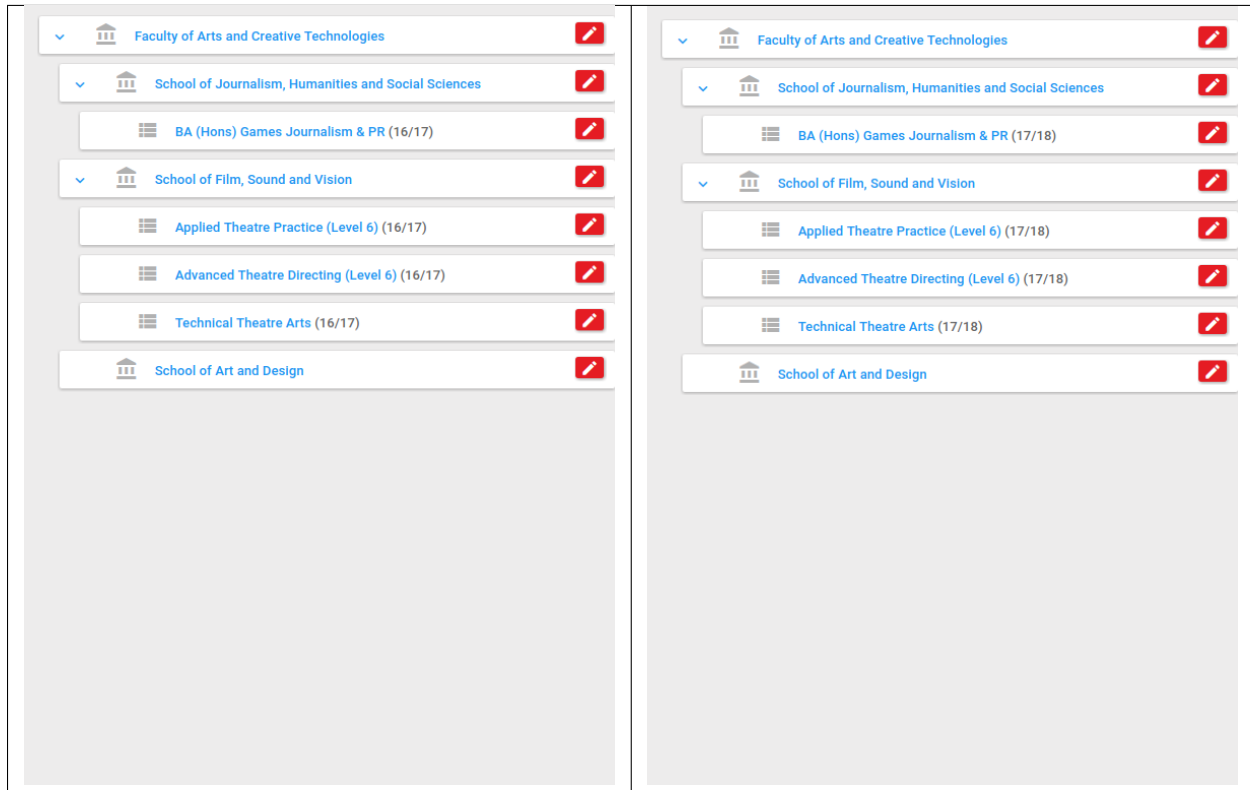 Faculty of Arts and Creative Technologies
School of Journalism, Humanities and Social Sciences
BA (Hons) Games Journalism & PR (16/17)
School of Film, Sound and Vision
Applied Theatre Practice (Level 6) (16/17)
Advanced Theatre Directing (Level 6) (16/17)
Technical Theatre Arts (16/17)
School of Art and Design
Faculty of Arts and Creative Technologies
School of Journalism, Humanities and Social Sciences
BA (Hons) Games Journalism & PR (17/18)
School of Film, Sound and Vision
Applied Theatre Practice (Level 6) (17/18)
Advanced Theatre Directing (Level 6) (17/18)
Technical Theatre Arts (17/18)
School of Art and Design